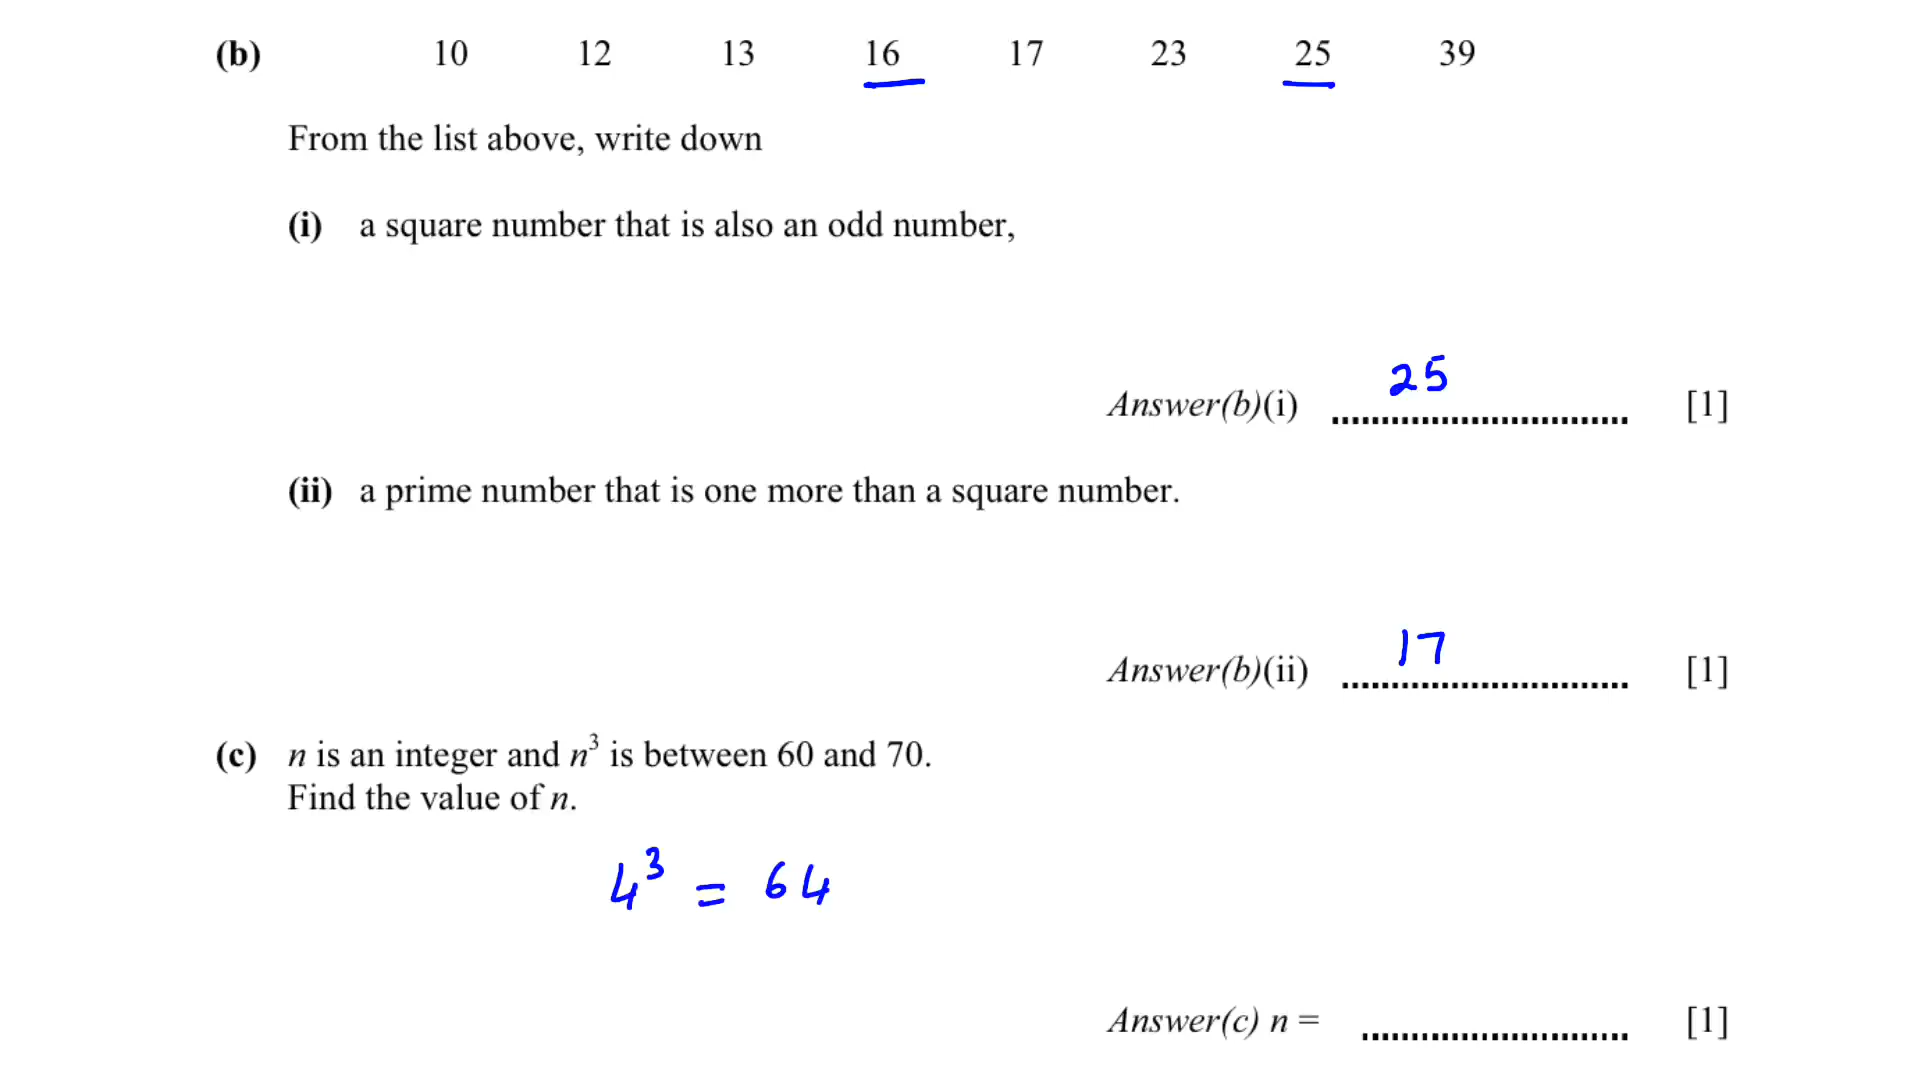 (b) 10 12 13 16 17 23 25 39
From the list above, write down
(i) a square number that is also an odd number,
25
Answer(b)(i) .............................. [1]
(ii) a prime number that is one more than a square number.
17
Answer(b)(ii) ............................. [1]
(c) n is an integer and n³ is between 60 and 70.
Find the value of n.
4³ = 64
Answer(c) n = ........................... [1]